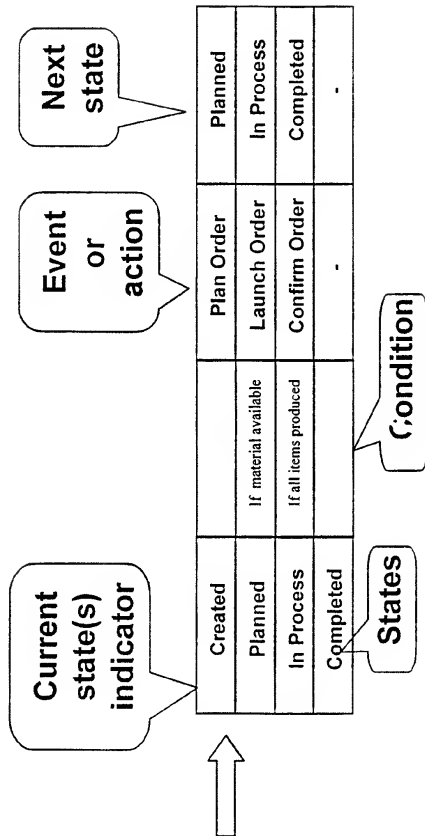 Current
state(s)
indicator
Event
or
action
Next
state
Created
Plan Order
Planned
Planned
If material available
Launch Order
In Process
In Process
If all items produced
Confirm Order
Completed
Completed
-
-
States
Condition